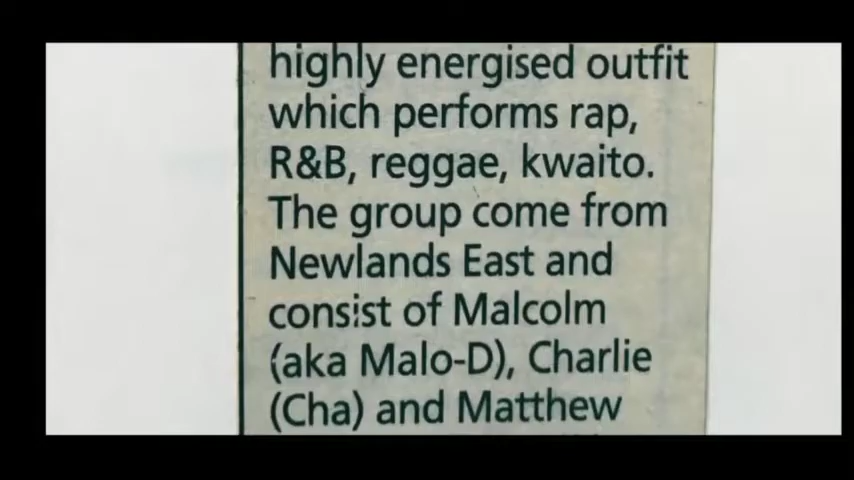 highly energised outfit
which performs rap,
R&B, reggae, kwaito.
The group come from
Newlands East and
consist of Malcolm
(aka Malo-D), Charlie
(Cha) and Matthew